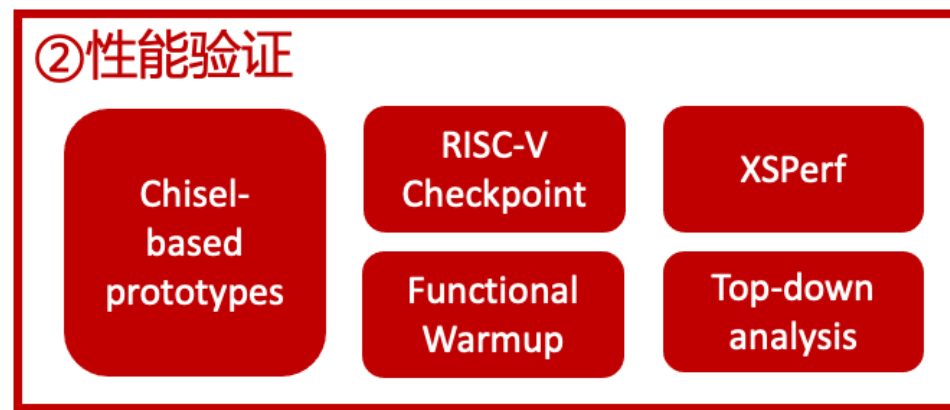 ②性能验证
Chisel-
based
prototypes
RISC-V
Checkpoint
XSPerf
Functional
Warmup
Top-down
analysis